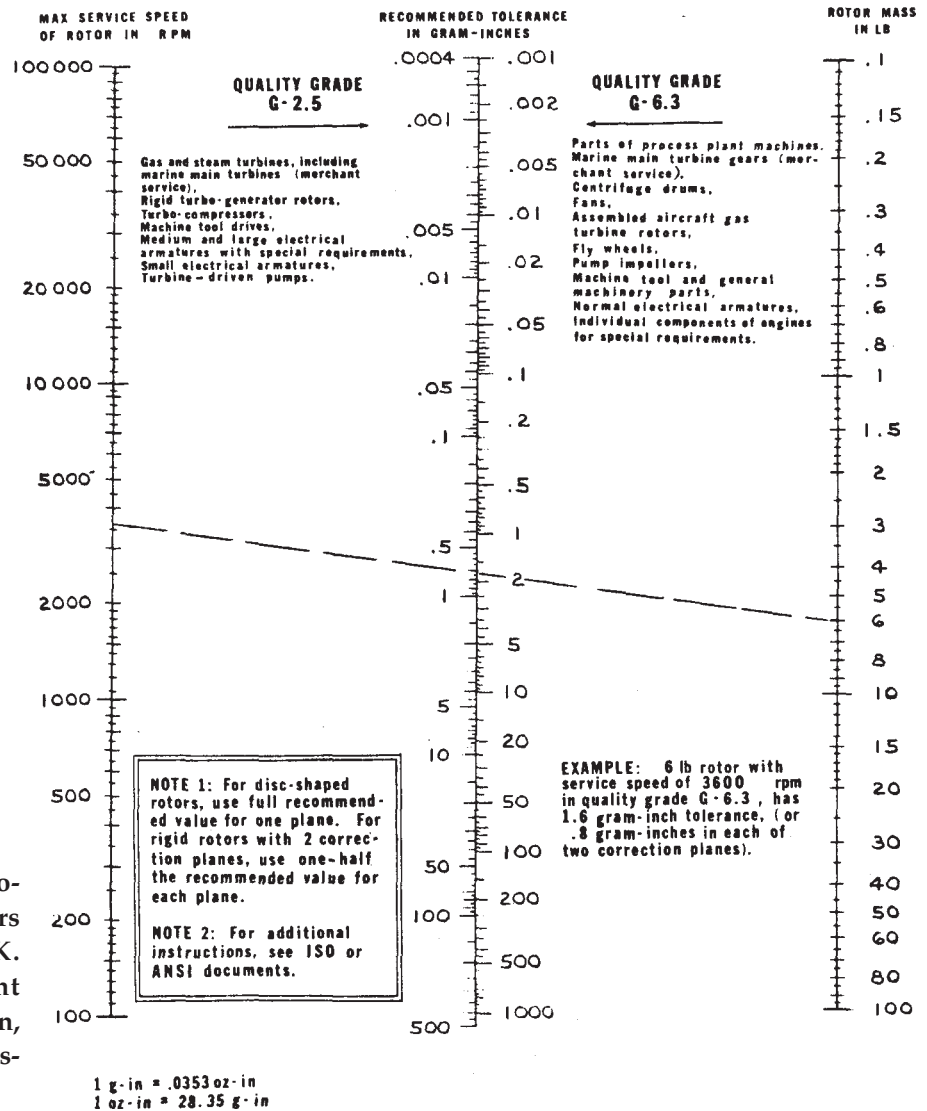 MAX SERVICE SPEED
OF ROTOR IN RPM
100 000
50 000
20 000
10 000
5000
2000
1000
500
200
100
RECOMMENDED TOLERANCE
IN GRAM-INCHES
.0004
.001
.005
.01
.05
.1
.5
1
5
10
50
100
500
.001
.002
.005
.01
.02
.05
.1
.2
.5
1
2
5
10
20
50
100
200
500
1000
ROTOR MASS
IN LB
.1
.15
.2
.3
.4
.5
.6
.8
1
1.5
2
3
4
5
6
8
10
15
20
30
40
50
60
80
100
QUALITY GRADE
G-2.5
Gas and steam turbines, including
marine main turbines (merchant
service),
Rigid turbo-generator rotors,
Turbo-compressors,
Machine tool drives,
Medium and large electrical
armatures with special requirements,
Small electrical armatures,
Turbine-driven pumps.
QUALITY GRADE
G-6.3
Parts of process plant machines.
Marine main turbine gears (mer-
chant service),
Centrifuge drums,
Fans,
Assembled aircraft gas
turbine rotors,
Fly wheels,
Pump impellers,
Machine tool and general
machinery parts,
Normal electrical armatures,
Individual components of engines
for special requirements.
NOTE 1: For disc-shaped
rotors, use full recommend-
ed value for one plane. For
rigid rotors with 2 correc-
tion planes, use one-half
the recommended value for
each plane.
NOTE 2: For additional
instructions, see ISO or
ANSI documents.
EXAMPLE: 6 lb rotor with
service speed of 3600 rpm
in quality grade G-6.3, has
1.6 gram-inch tolerance, (or
.8 gram-inches in each of
two correction planes).
o-
rs
K.
nt
n,
s-
1 g-in = .0353 oz-in
1 oz-in = 28.35 g-in